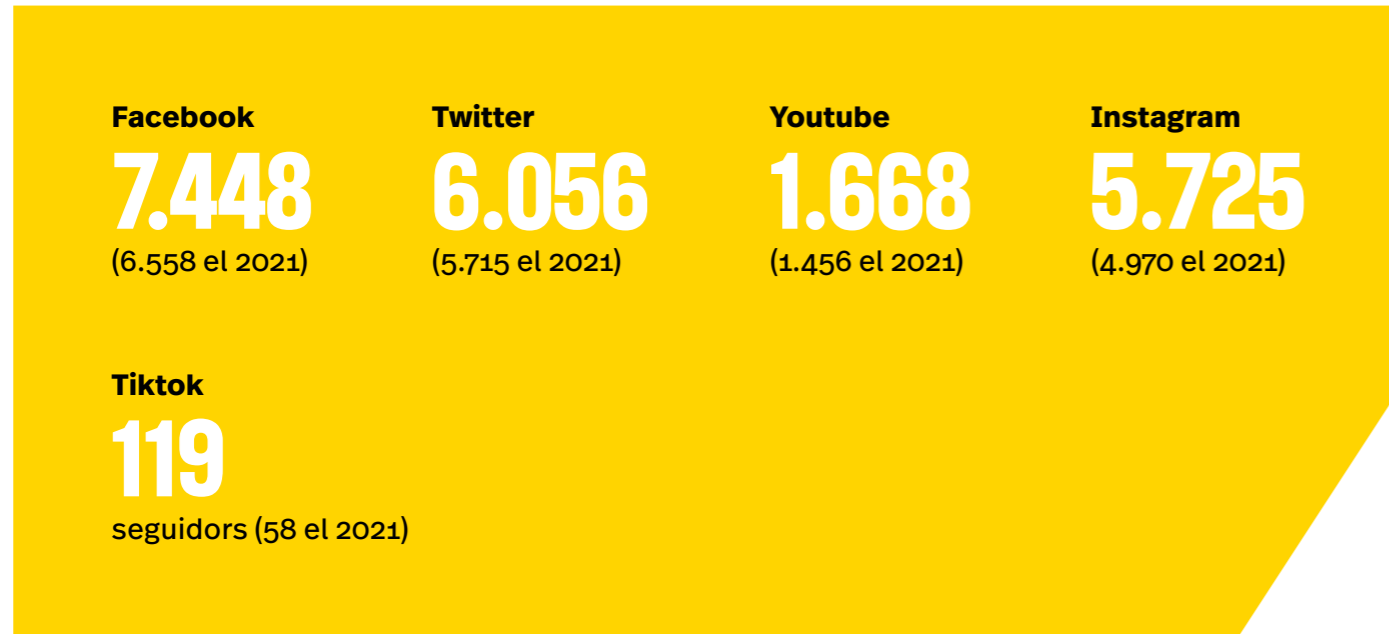 Facebook
7.448
(6.558 el 2021)
Twitter
6.056
(5.715 el 2021)
Youtube
1.668
(1.456 el 2021)
Instagram
5.725
(4.970 el 2021)
Tiktok
119
seguidors (58 el 2021)